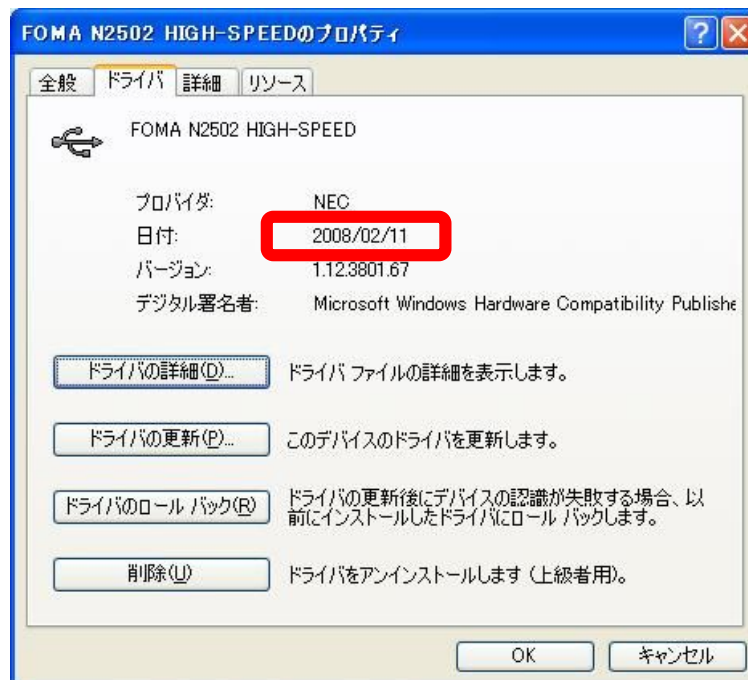 FOMA N2502 HIGH-SPEEDのプロパティ
全般 ドライバ 詳細 リソース
FOMA N2502 HIGH-SPEED
プロバイダ: NEC
日付: 2008/02/11
バージョン: 1.12.3801.67
デジタル署名者: Microsoft Windows Hardware Compatibility Publishe
ドライバの詳細(D)... ドライバ ファイルの詳細を表示します。
ドライバの更新(P)... このデバイスのドライバを更新します。
ドライバのロール バック(R) ドライバの更新後にデバイスの認識が失敗する場合、以
前にインストールしたドライバにロール バックします。
削除(U) ドライバをアンインストールします (上級者用)。
OK キャンセル